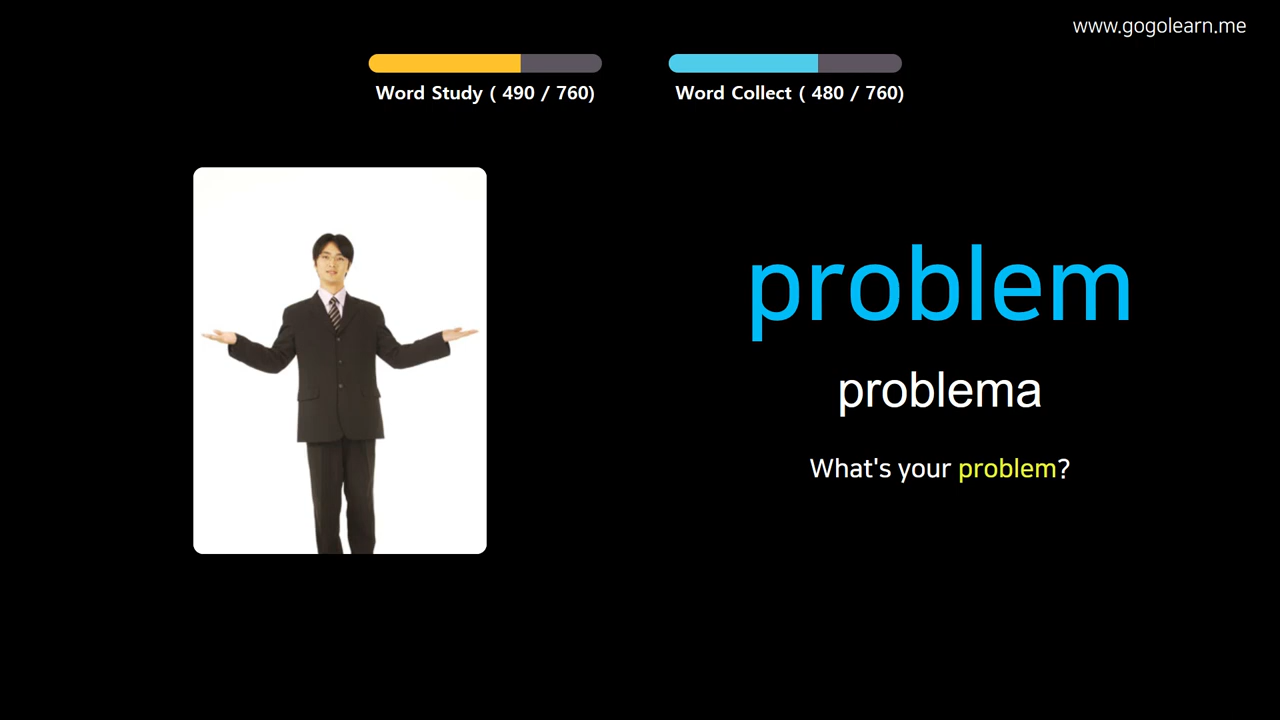 www.gogolearn.me
Word Study ( 490 / 760)
Word Collect ( 480 / 760)
problem
problema
What's your problem?